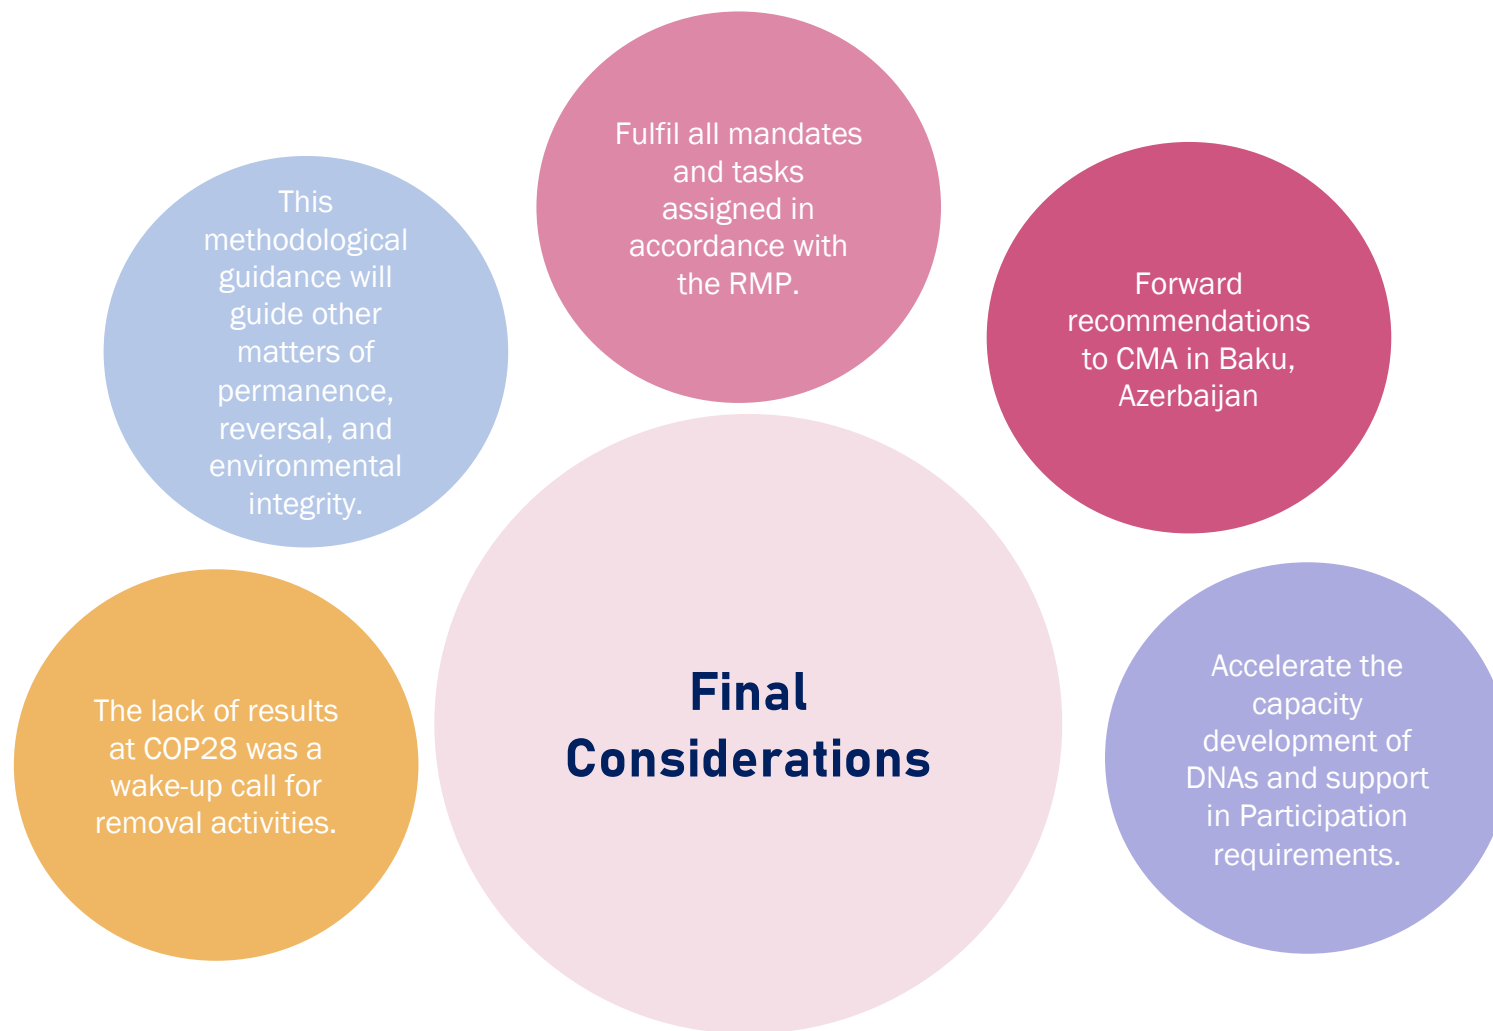 The lack of results
at COP28 was a
wake-up call for
removal activities.
This
methodological
guidance will
guide other
matters of
permanence,
reversal, and
environmental
integrity.
Fulfil all mandates
and tasks
assigned in
accordance with
the RMP.
Forward
recommendations
to CMA in Baku,
Azerbaijan
Accelerate the
capacity
development of
DNAs and support
in Participation
requirements.
Final
Considerations